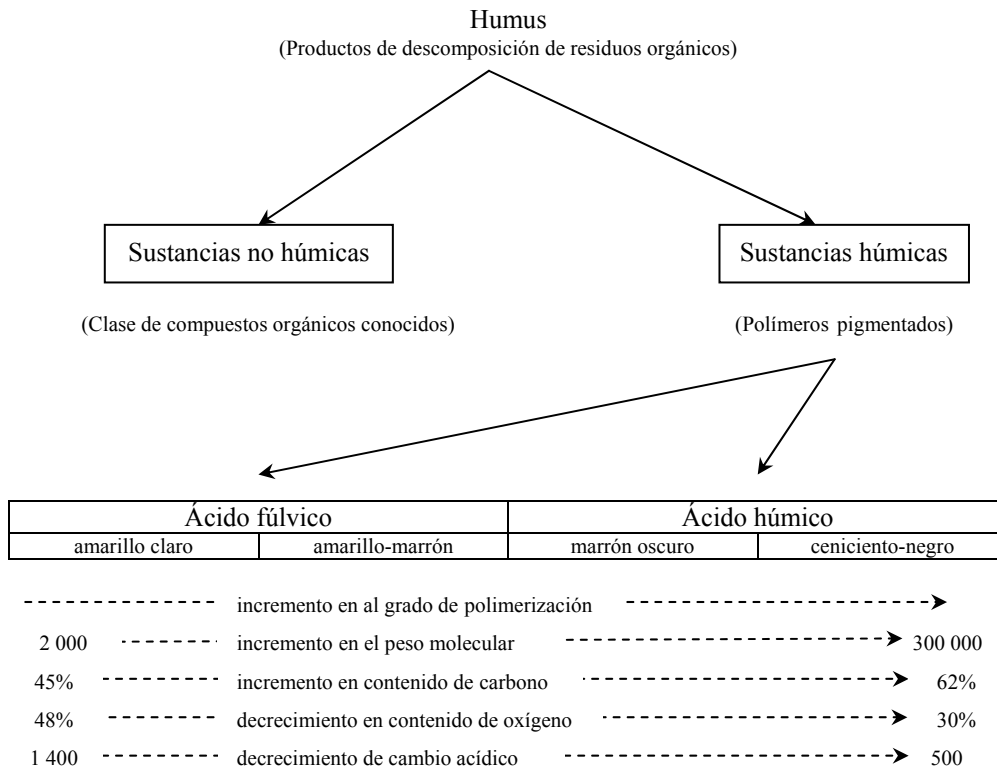 Humus
(Productos de descomposición de residuos orgánicos)
Sustancias no húmicas
Sustancias húmicas
(Clase de compuestos orgánicos conocidos)
(Polímeros pigmentados)
Ácido fúlvico
Ácido húmico
amarillo claro
amarillo-marrón
marrón oscuro
ceniciento-negro
incremento en al grado de polimerización
2 000 incremento en el peso molecular 300 000
45% incremento en contenido de carbono 62%
48% decrecimiento en contenido de oxígeno 30%
1 400 decrecimiento de cambio acídico 500